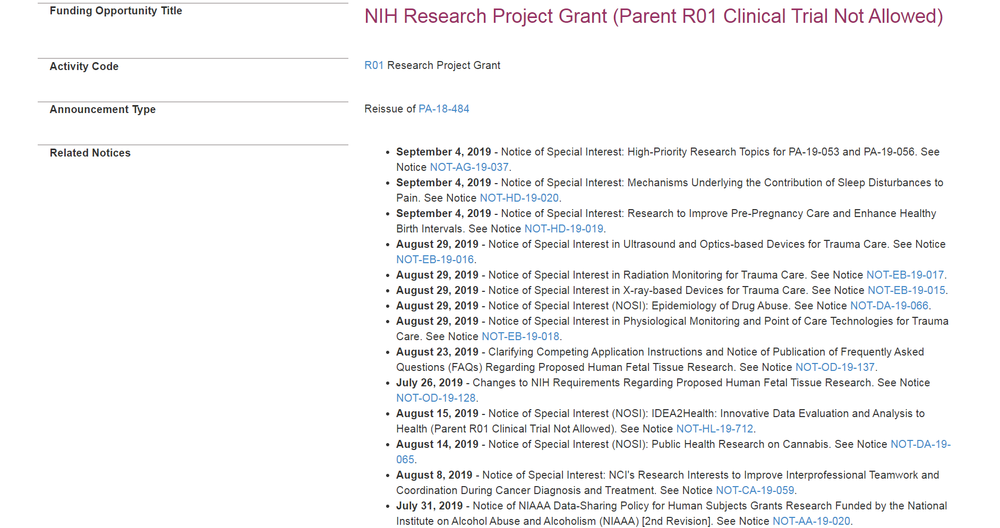 Funding Opportunity Title
NIH Research Project Grant (Parent R01 Clinical Trial Not Allowed)
Activity Code
R01 Research Project Grant
Announcement Type
Reissue of PA-18-484
Related Notices
• September 4, 2019 - Notice of Special Interest: High-Priority Research Topics for PA-19-053 and PA-19-056. See
Notice NOT-AG-19-037.
• September 4, 2019 - Notice of Special Interest: Mechanisms Underlying the Contribution of Sleep Disturbances to
Pain. See Notice NOT-HD-19-020.
• September 4, 2019 - Notice of Special Interest: Research to Improve Pre-Pregnancy Care and Enhance Healthy
Birth Intervals. See Notice NOT-HD-19-019.
• August 29, 2019 - Notice of Special Interest in Ultrasound and Optics-based Devices for Trauma Care. See Notice
NOT-EB-19-016.
• August 29, 2019 - Notice of Special Interest in Radiation Monitoring for Trauma Care. See Notice NOT-EB-19-017.
• August 29, 2019 - Notice of Special Interest in X-ray-based Devices for Trauma Care. See Notice NOT-EB-19-015.
• August 29, 2019 - Notice of Special Interest (NOSI): Epidemiology of Drug Abuse. See Notice NOT-DA-19-066.
• August 29, 2019 - Notice of Special Interest in Physiological Monitoring and Point of Care Technologies for Trauma
Care. See Notice NOT-EB-19-018.
• August 23, 2019 - Clarifying Competing Application Instructions and Notice of Publication of Frequently Asked
Questions (FAQs) Regarding Proposed Human Fetal Tissue Research. See Notice NOT-OD-19-137.
• July 26, 2019 - Changes to NIH Requirements Regarding Proposed Human Fetal Tissue Research. See Notice
NOT-OD-19-128.
• August 15, 2019 - Notice of Special Interest (NOSI): IDEA2Health: Innovative Data Evaluation and Analysis to
Health (Parent R01 Clinical Trial Not Allowed). See Notice NOT-HL-19-712.
• August 14, 2019 - Notice of Special Interest (NOSI): Public Health Research on Cannabis. See Notice NOT-DA-19-
065.
• August 8, 2019 - Notice of Special Interest: NCI's Research Interests to Improve Interprofessional Teamwork and
Coordination During Cancer Diagnosis and Treatment. See Notice NOT-CA-19-059.
• July 31, 2019 - Notice of NIAAA Data-Sharing Policy for Human Subjects Grants Research Funded by the National
Institute on Alcohol Abuse and Alcoholism (NIAAA) [2nd Revision]. See Notice NOT-AA-19-020.